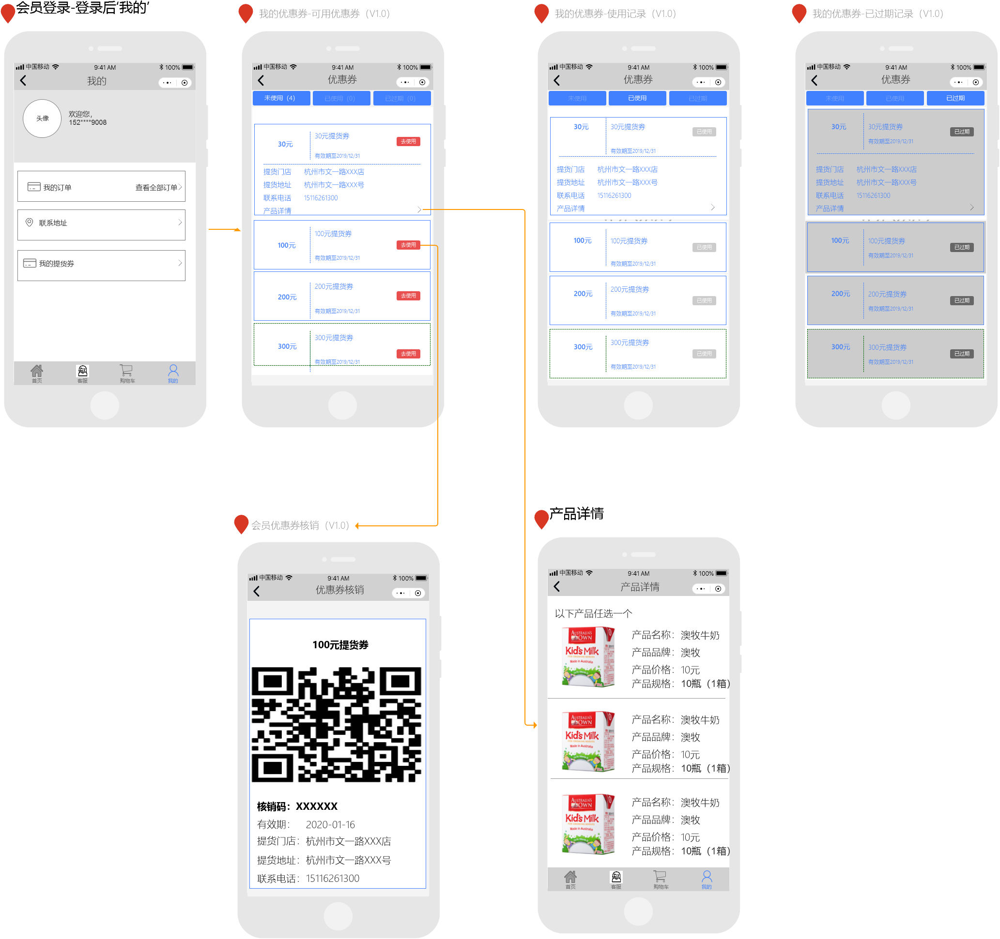 会员登录-登录后‘我的’
中国移动 9:41 AM 100%
我的
头像
欢迎您，
152****9008
我的订单 查看全部订单
联系地址
我的提货券
首页 客服 购物车 我的
我的优惠券-可用优惠券（V1.0）
中国移动 9:41 AM 100%
优惠券
未使用（4） 已使用（0） 已过期（0）
30元 30元提货券 去使用
有效期至2019/12/31
提货门店 杭州市文一路XXX店
提货地址 杭州市文一路XXX号
联系电话 15116261300
产品详情
100元 100元提货券 去使用
有效期至2019/12/31
200元 200元提货券 去使用
有效期至2019/12/31
300元 300元提货券 去使用
有效期至2019/12/31
我的优惠券-使用记录（V1.0）
中国移动 9:41 AM 100%
优惠券
未使用 已使用 已过期
30元 30元提货券 已使用
有效期至2019/12/31
提货门店 杭州市文一路XXX店
提货地址 杭州市文一路XXX号
联系电话 15116261300
产品详情
100元 100元提货券 已使用
有效期至2019/12/31
200元 200元提货券 已使用
有效期至2019/12/31
300元 300元提货券 已使用
有效期至2019/12/31
我的优惠券-已过期记录（V1.0）
中国移动 9:41 AM 100%
优惠券
未使用 已使用 已过期
30元 30元提货券 已过期
有效期至2019/12/31
提货门店 杭州市文一路XXX店
提货地址 杭州市文一路XXX号
联系电话 15116261300
产品详情
100元 100元提货券 已过期
有效期至2019/12/31
200元 200元提货券 已过期
有效期至2019/12/31
300元 300元提货券 已过期
有效期至2019/12/31
会员优惠券核销（V1.0）
中国移动 9:41 AM 100%
优惠券核销
100元提货券
核销码：XXXXXX
有效期： 2020-01-16
提货门店：杭州市文一路XXX店
提货地址：杭州市文一路XXX号
联系电话：15116261300
产品详情
中国移动 9:41 AM 100%
产品详情
以下产品任选一个
AUSTRALIA'S
OWN
Kid's Milk
Made in Australia
产品名称：澳牧牛奶
产品品牌：澳牧
产品价格：10元
产品规格：10瓶（1箱）
AUSTRALIA'S
OWN
Kid's Milk
Made in Australia
产品名称：澳牧牛奶
产品品牌：澳牧
产品价格：10元
产品规格：10瓶（1箱）
AUSTRALIA'S
OWN
Kid's Milk
Made in Australia
产品名称：澳牧牛奶
产品品牌：澳牧
产品价格：10元
产品规格：10瓶（1箱）
首页 客服 购物车 我的